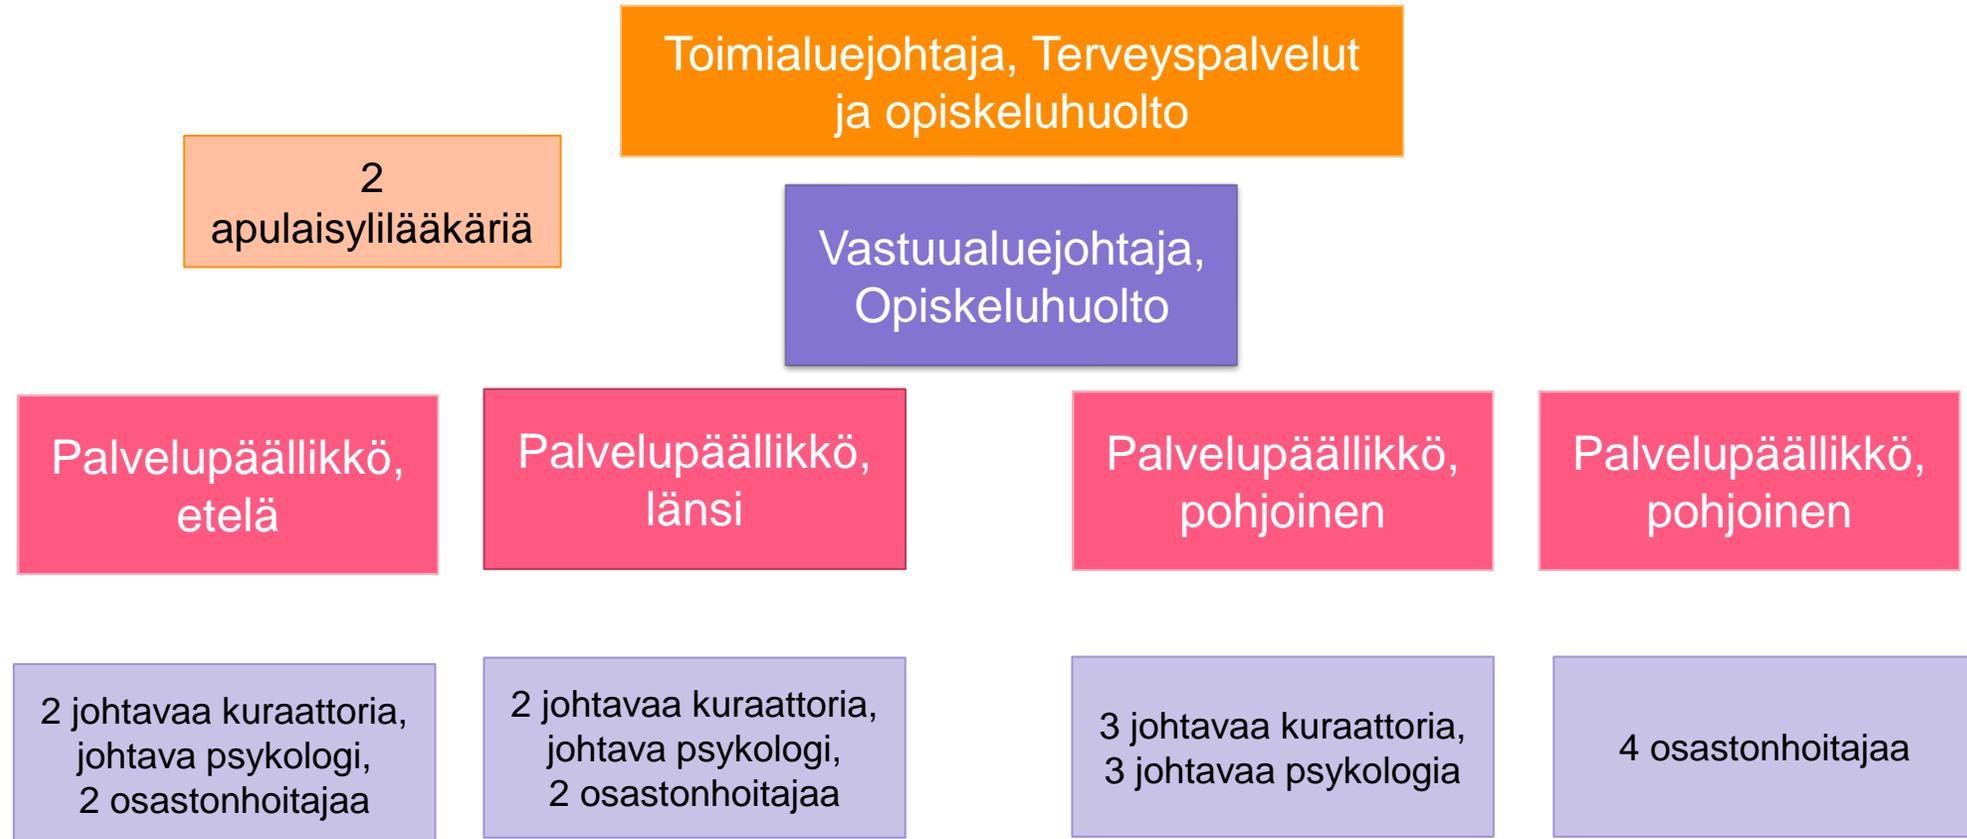 Toimialuejohtaja, Terveyspalvelut
ja opiskeluhuolto
2
apulaisylilääkäriä
Vastuualuejohtaja,
Opiskeluhuolto
Palvelupäällikkö,
etelä
Palvelupäällikkö,
länsi
Palvelupäällikkö,
pohjoinen
Palvelupäällikkö,
pohjoinen
2 johtavaa kuraattoria,
johtava psykologi,
2 osastonhoitajaa
2 johtavaa kuraattoria,
johtava psykologi,
2 osastonhoitajaa
3 johtavaa kuraattoria,
3 johtavaa psykologia
4 osastonhoitajaa